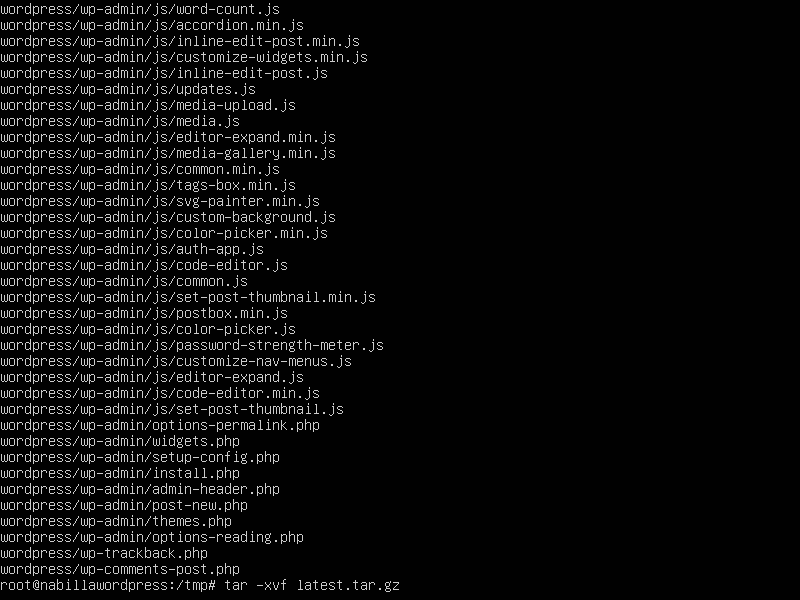 wordpress/wp-admin/js/word-count.js
wordpress/wp-admin/js/accordion.min.js
wordpress/wp-admin/js/inline-edit-post.min.js
wordpress/wp-admin/js/customize-widgets.min.js
wordpress/wp-admin/js/inline-edit-post.js
wordpress/wp-admin/js/updates.js
wordpress/wp-admin/js/media-upload.js
wordpress/wp-admin/js/media.js
wordpress/wp-admin/js/editor-expand.min.js
wordpress/wp-admin/js/media-gallery.min.js
wordpress/wp-admin/js/common.min.js
wordpress/wp-admin/js/tags-box.min.js
wordpress/wp-admin/js/svg-painter.min.js
wordpress/wp-admin/js/custom-background.js
wordpress/wp-admin/js/color-picker.min.js
wordpress/wp-admin/js/auth-app.js
wordpress/wp-admin/js/code-editor.js
wordpress/wp-admin/js/common.js
wordpress/wp-admin/js/set-post-thumbnail.min.js
wordpress/wp-admin/js/postbox.min.js
wordpress/wp-admin/js/color-picker.js
wordpress/wp-admin/js/password-strength-meter.js
wordpress/wp-admin/js/customize-nav-menus.js
wordpress/wp-admin/js/editor-expand.js
wordpress/wp-admin/js/code-editor.min.js
wordpress/wp-admin/js/set-post-thumbnail.js
wordpress/wp-admin/options-permalink.php
wordpress/wp-admin/widgets.php
wordpress/wp-admin/setup-config.php
wordpress/wp-admin/install.php
wordpress/wp-admin/admin-header.php
wordpress/wp-admin/post-new.php
wordpress/wp-admin/themes.php
wordpress/wp-admin/options-reading.php
wordpress/wp-trackback.php
wordpress/wp-comments-post.php
root@nabillawordpress:/tmp# tar -xvf latest.tar.gz